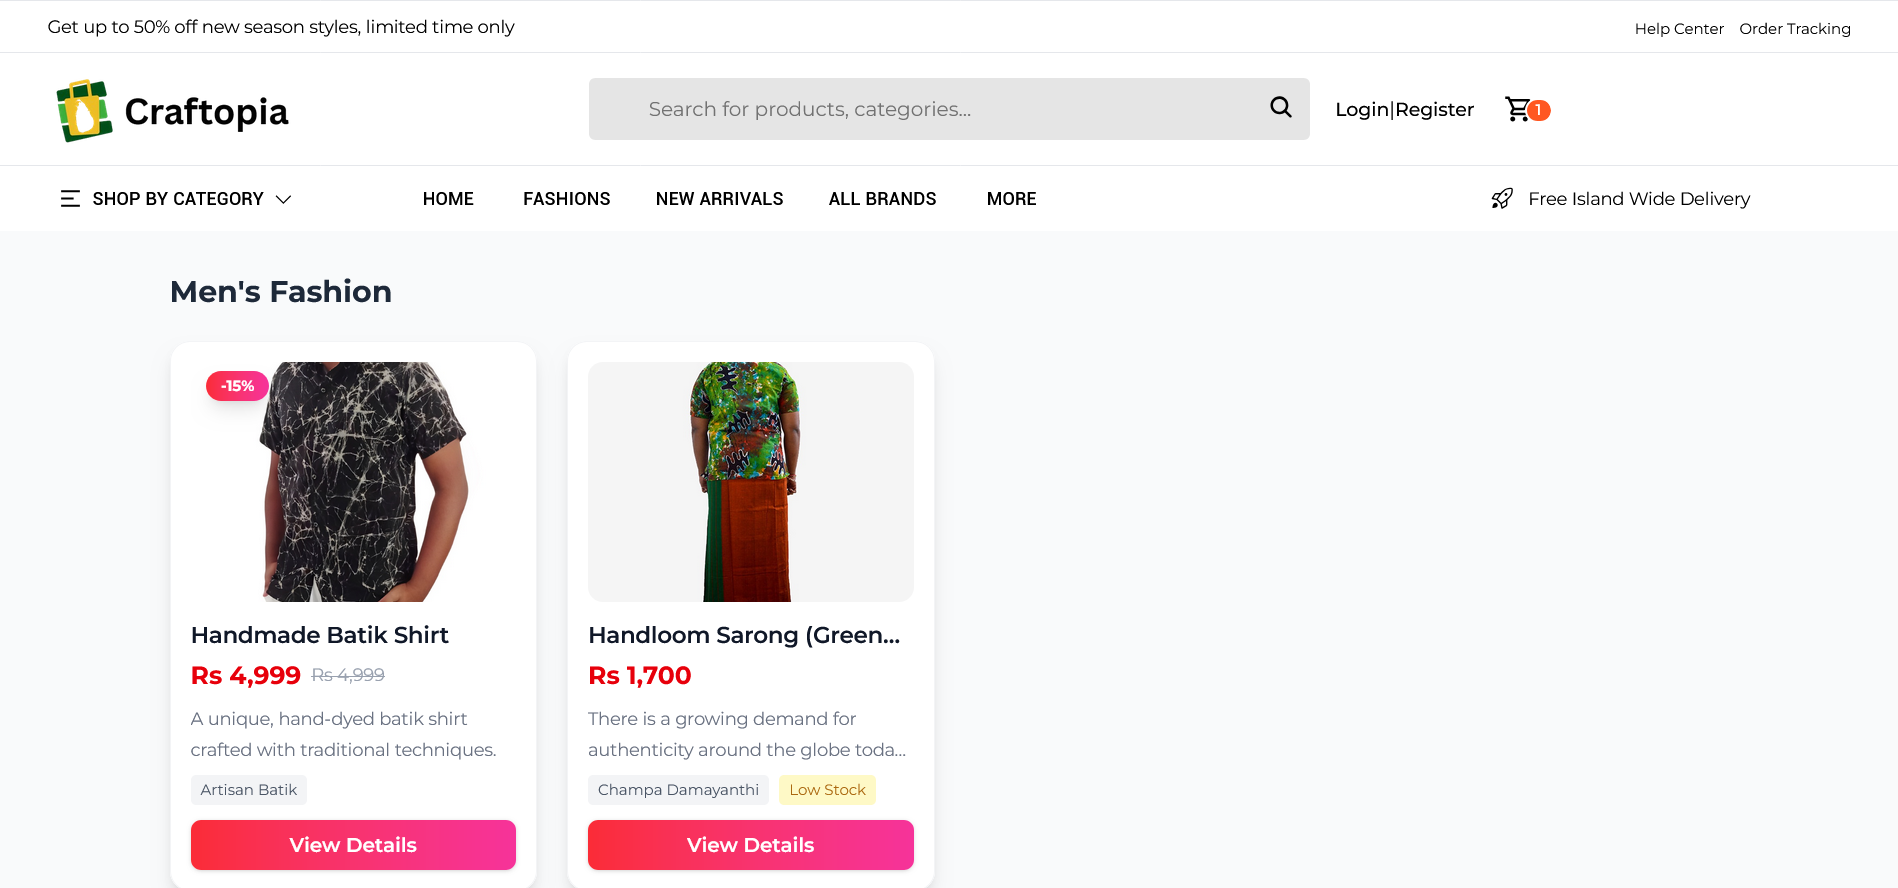 Get up to 50% off new season styles, limited time only
Help Center Order Tracking
Craftopia
Search for products, categories...
Login|Register
1
SHOP BY CATEGORY
HOME FASHIONS NEW ARRIVALS ALL BRANDS MORE
Free Island Wide Delivery
Men's Fashion
-15%
Handmade Batik Shirt
Rs 4,999 Rs 4,999
A unique, hand-dyed batik shirt
crafted with traditional techniques.
Artisan Batik
View Details
Handloom Sarong (Green...
Rs 1,700
There is a growing demand for
authenticity around the globe toda...
Champa Damayanthi Low Stock
View Details